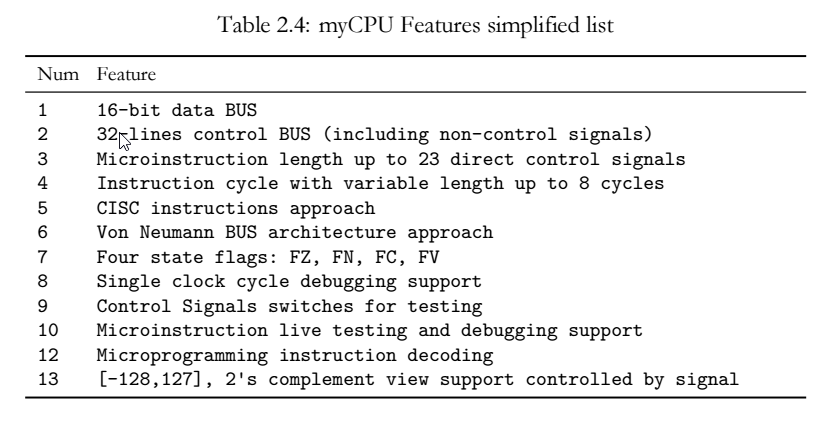 Table 2.4: myCPU Features simplified list
Num Feature
1 16-bit data BUS
2 32-lines control BUS (including non-control signals)
3 Microinstruction length up to 23 direct control signals
4 Instruction cycle with variable length up to 8 cycles
5 CISC instructions approach
6 Von Neumann BUS architecture approach
7 Four state flags: FZ, FN, FC, FV
8 Single clock cycle debugging support
9 Control Signals switches for testing
10 Microinstruction live testing and debugging support
12 Microprogramming instruction decoding
13 [-128,127], 2's complement view support controlled by signal